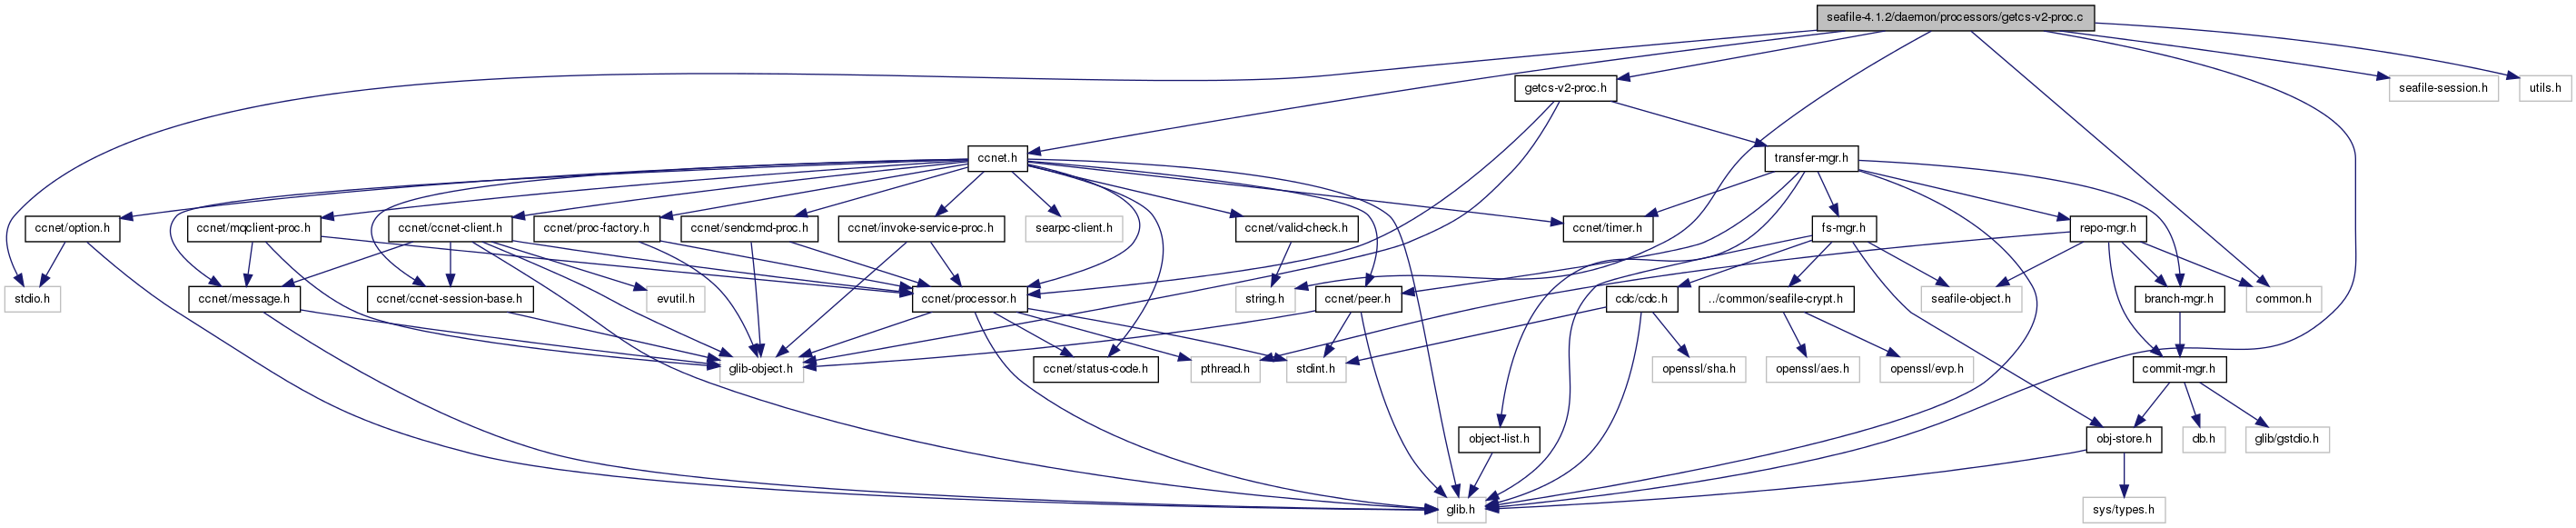 seafile-4.1.2/daemon/processors/getcs-v2-proc.c
getcs-v2-proc.h
seafile-session.h
utils.h
ccnet.h
transfer-mgr.h
ccnet/option.h
ccnet/mqclient-proc.h
ccnet/ccnet-client.h
ccnet/proc-factory.h
ccnet/sendcmd-proc.h
ccnet/invoke-service-proc.h
searpc-client.h
ccnet/valid-check.h
ccnet/timer.h
fs-mgr.h
repo-mgr.h
stdio.h
ccnet/message.h
ccnet/ccnet-session-base.h
evutil.h
ccnet/processor.h
string.h
ccnet/peer.h
cdc/cdc.h
../common/seafile-crypt.h
seafile-object.h
branch-mgr.h
common.h
glib-object.h
ccnet/status-code.h
pthread.h
stdint.h
openssl/sha.h
openssl/aes.h
openssl/evp.h
commit-mgr.h
object-list.h
obj-store.h
db.h
glib/gstdio.h
glib.h
sys/types.h